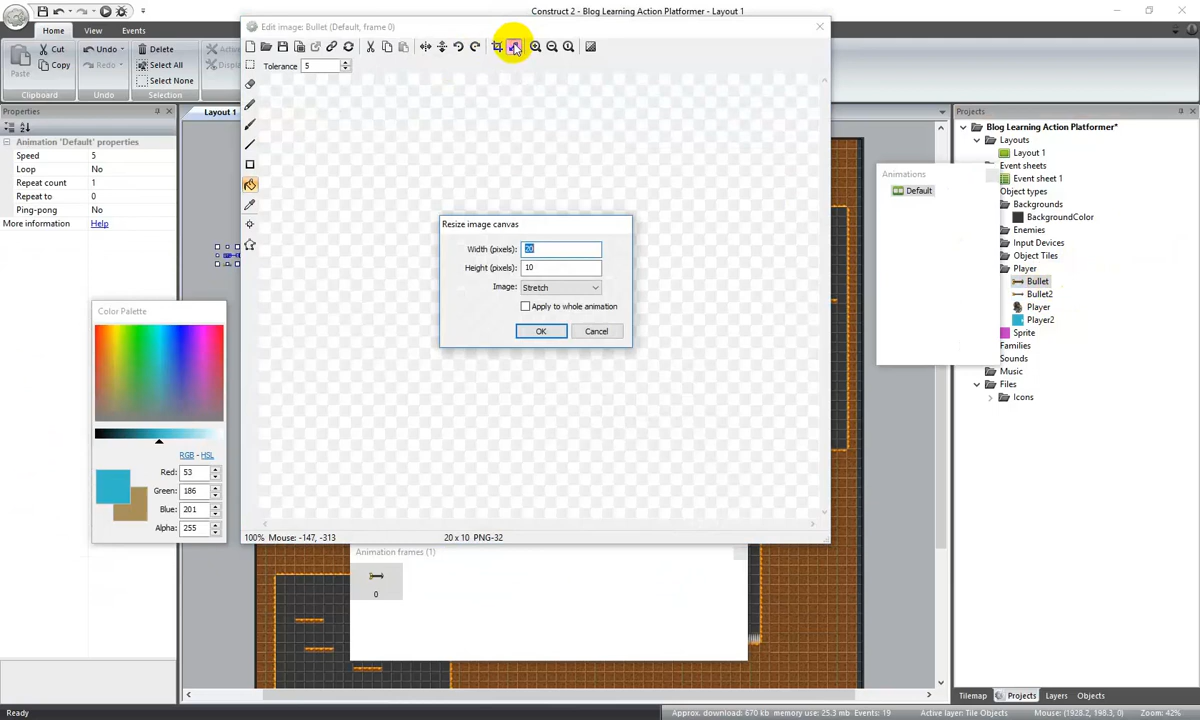 Construct 2 - Blog Learning Action Platformer - Layout 1
Home
View
Events
Paste
Cut
Copy
Clipboard
Undo
Redo
Undo
Delete
Select All
Select None
Selection
Properties
Animation 'Default' properties
Speed 5
Loop No
Repeat count 1
Repeat to 0
Ping-pong No
More information Help
Layout 1
Edit image: Bullet (Default, frame 0)
Tolerance 5
Resize image canvas
Width (pixels): 20
Height (pixels): 10
Image: Stretch
Apply to whole animation
OK
Cancel
Color Palette
RGB - HSL
Red: 53
Green: 186
Blue: 201
Alpha: 255
100% Mouse: -147, -313
20 x 10 PNG-32
Animation frames (1)
0
Animations
Default
Projects
Blog Learning Action Platformer*
Layouts
Layout 1
Event sheets
Event sheet 1
Object types
Backgrounds
BackgroundColor
Enemies
Input Devices
Object Tiles
Player
Bullet
Bullet2
Player
Player2
Sprite
Families
Sounds
Music
Files
Icons
Tilemap
Projects
Layers
Objects
Ready
Approx. download: 670 kb
memory use: 25.3 mb
Events: 19
Active layer: Tile Objects
Mouse: (1928.2, 198.3, 0)
Zoom: 42%